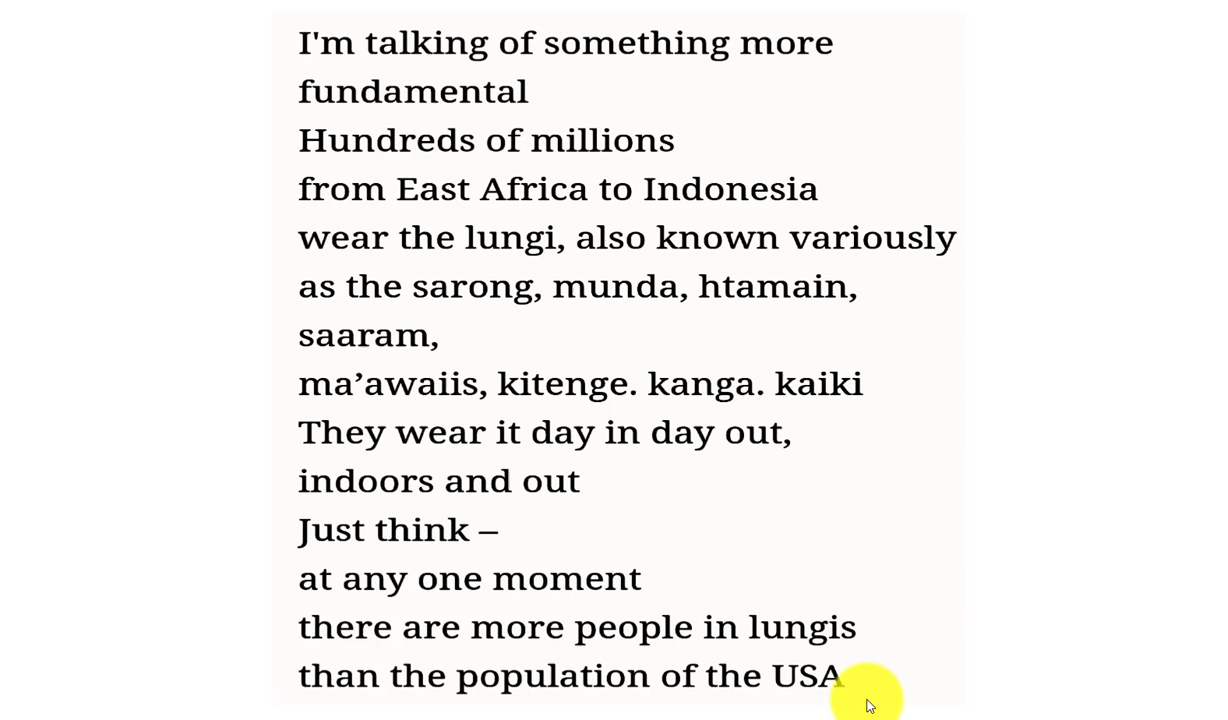 I'm talking of something more
fundamental
Hundreds of millions
from East Africa to Indonesia
wear the lungi, also known variously
as the sarong, munda, htamain,
saaram,
ma’awaiis, kitenge. kanga. kaiki
They wear it day in day out,
indoors and out
Just think –
at any one moment
there are more people in lungis
than the population of the USA